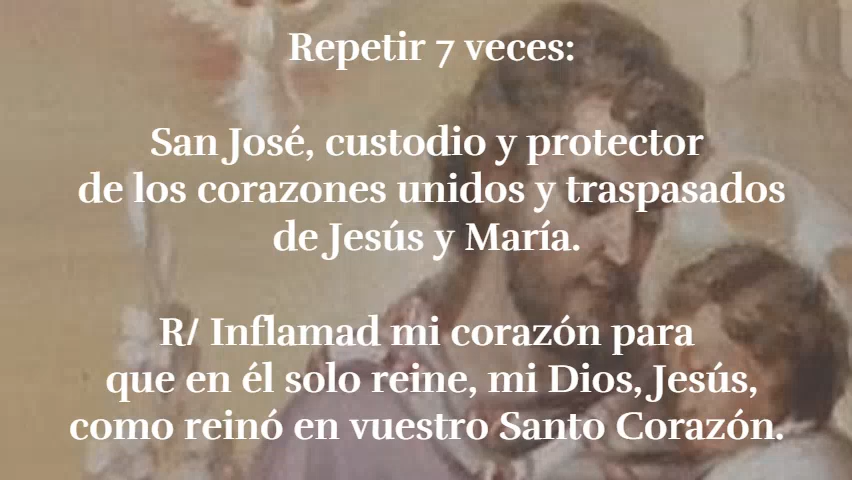 Repetir 7 veces:
San José, custodio y protector
de los corazones unidos y traspasados
de Jesús y María.
R/ Inflamad mi corazón para
que en él solo reine, mi Dios, Jesús,
como reinó en vuestro Santo Corazón.